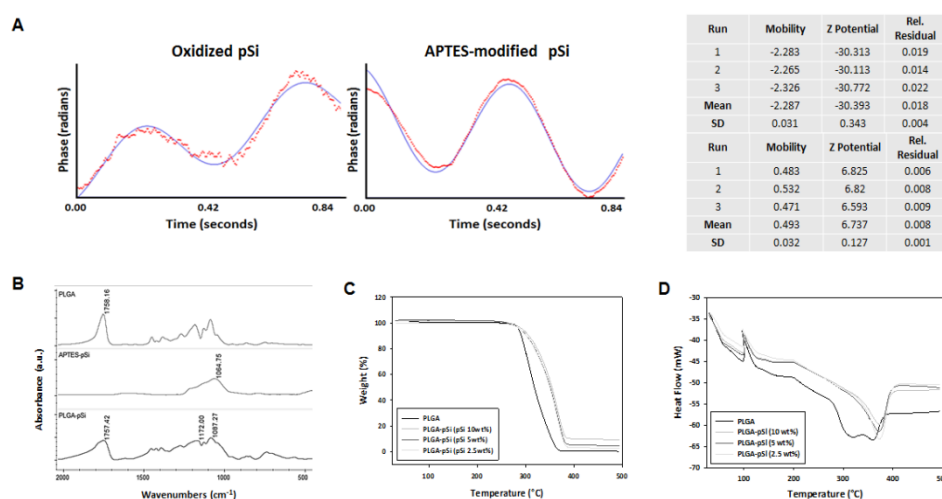 A
Oxidized pSi
APTES-modified pSi
Phase (radians)
0.00 0.42 0.84
Time (seconds)
Phase (radians)
0.00 0.42 0.84
Time (seconds)
Run Mobility Z Potential Rel. Residual
1 -2.283 -30.313 0.019
2 -2.265 -30.113 0.014
3 -2.326 -30.772 0.022
Mean -2.287 -30.393 0.018
SD 0.031 0.343 0.004
Run Mobility Z Potential Rel. Residual
1 0.483 6.825 0.006
2 0.532 6.82 0.008
3 0.471 6.593 0.009
Mean 0.493 6.737 0.008
SD 0.032 0.127 0.001
B
Absorbance (a.u.)
PLGA
1758.16
APTES-pSi
1064.75
PLGA-pSi
1757.42
1172.00
1087.27
2000 1500 1000 500
Wavenumbers (cm-1)
C
Weight (%)
120
100
80
60
40
20
0
PLGA
PLGA-pSi (pSi 10wt%)
PLGA-pSi (pSi 5wt%)
PLGA-pSi (pSi 2.5wt%)
100 200 300 400 500
Temperature (°C)
D
Heat Flow (mW)
-30
-35
-40
-45
-50
-55
-60
-65
-70
PLGA
PLGA-pSI (10 wt%)
PLGA-pSI (5 wt%)
PLGA-pSI (2.5 wt%)
100 200 300 400 500
Temperature (°C)